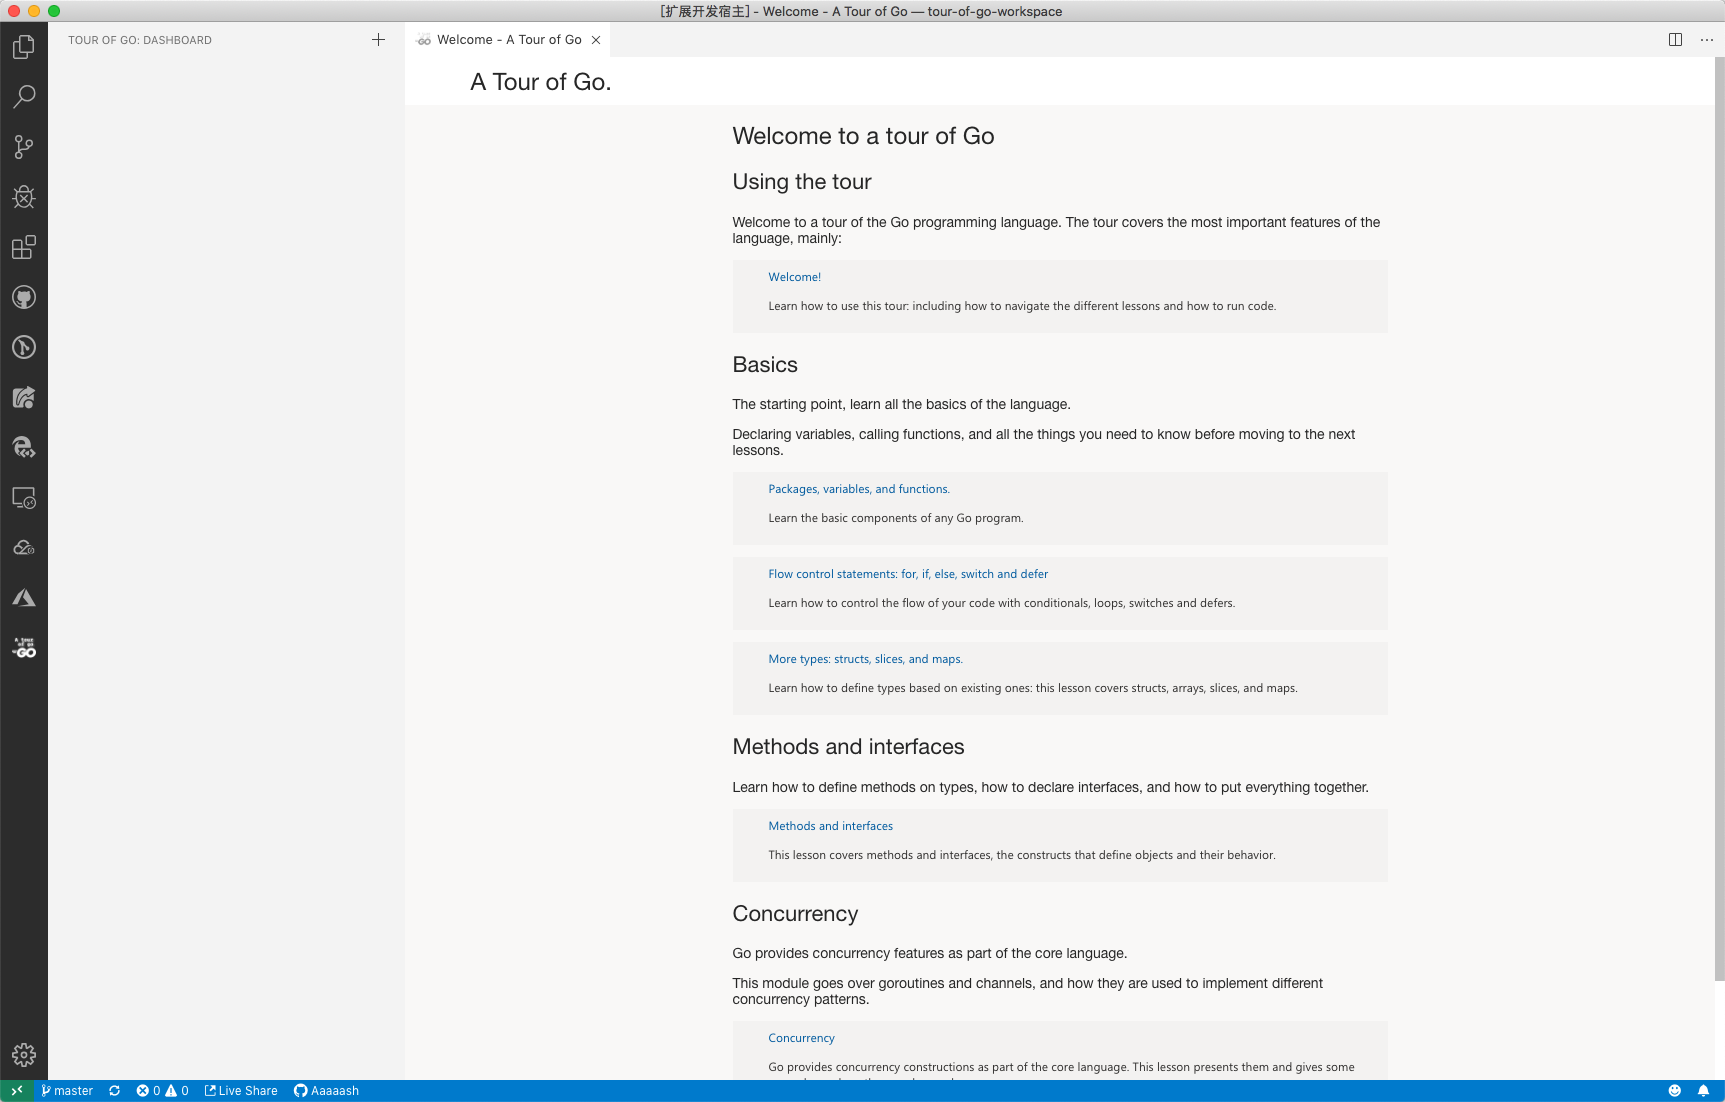 [扩展开发宿主] - Welcome - A Tour of Go — tour-of-go-workspace
TOUR OF GO: DASHBOARD
Welcome - A Tour of Go
A Tour of Go.
Welcome to a tour of Go
Using the tour
Welcome to a tour of the Go programming language. The tour covers the most important features of the
language, mainly:
Welcome!
Learn how to use this tour: including how to navigate the different lessons and how to run code.
Basics
The starting point, learn all the basics of the language.
Declaring variables, calling functions, and all the things you need to know before moving to the next
lessons.
Packages, variables, and functions.
Learn the basic components of any Go program.
Flow control statements: for, if, else, switch and defer
Learn how to control the flow of your code with conditionals, loops, switches and defers.
More types: structs, slices, and maps.
Learn how to define types based on existing ones: this lesson covers structs, arrays, slices, and maps.
Methods and interfaces
Learn how to define methods on types, how to declare interfaces, and how to put everything together.
Methods and interfaces
This lesson covers methods and interfaces, the constructs that define objects and their behavior.
Concurrency
Go provides concurrency features as part of the core language.
This module goes over goroutines and channels, and how they are used to implement different
concurrency patterns.
Concurrency
Go provides concurrency constructions as part of the core language. This lesson presents them and gives some
A TOUR OF GO
GO
master 0 0 Live Share Aaaaash